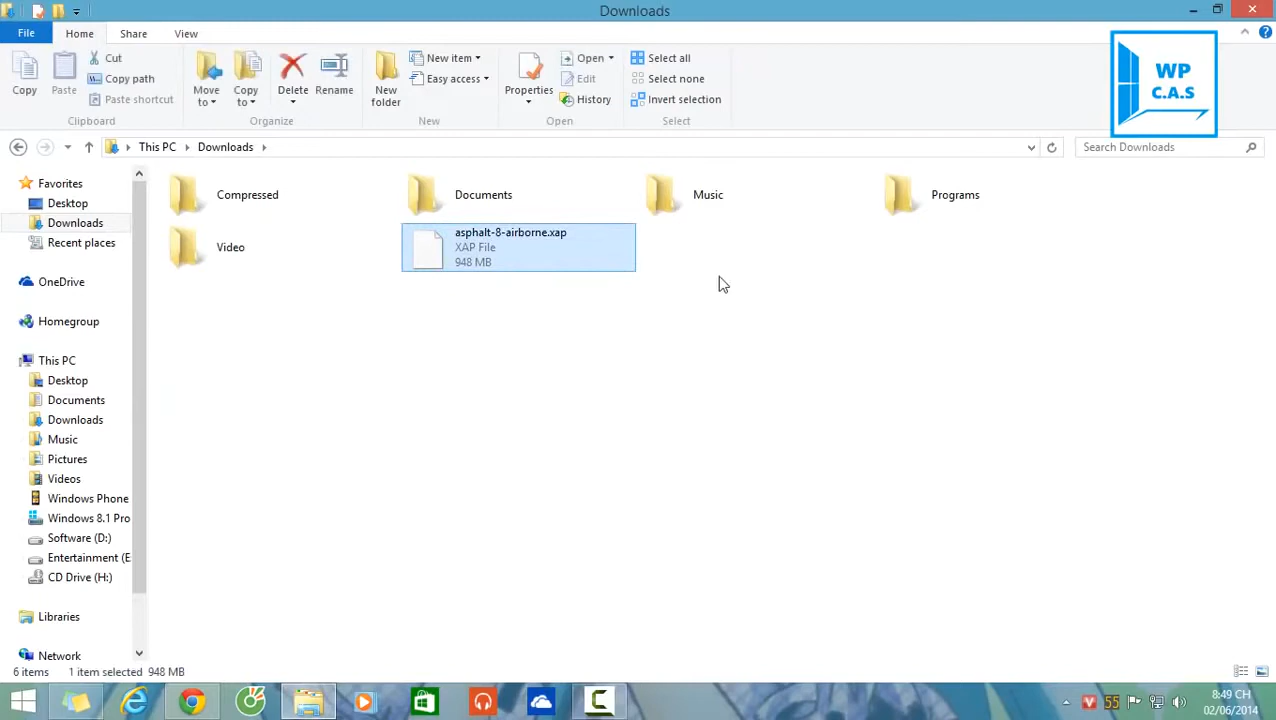 Downloads
File
Home
Share
View
Copy
Paste
Cut
Copy path
Paste shortcut
Clipboard
Move to
Copy to
Delete
Rename
Organize
New folder
New item
Easy access
New
Properties
Open
Edit
History
Open
Select all
Select none
Invert selection
Select
WP
C.A.S
This PC
Downloads
Search Downloads
Favorites
Desktop
Downloads
Recent places
OneDrive
Homegroup
This PC
Desktop
Documents
Downloads
Music
Pictures
Videos
Windows Phone
Windows 8.1 Pro
Software (D:)
Entertainment (E
CD Drive (H:)
Libraries
Network
Compressed
Documents
Music
Programs
Video
asphalt-8-airborne.xap
XAP File
948 MB
6 items 1 item selected 948 MB
55
8:49 CH
02/06/2014